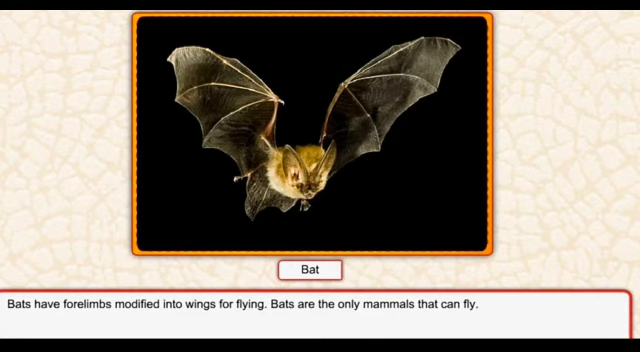 Bat
Bats have forelimbs modified into wings for flying. Bats are the only mammals that can fly.